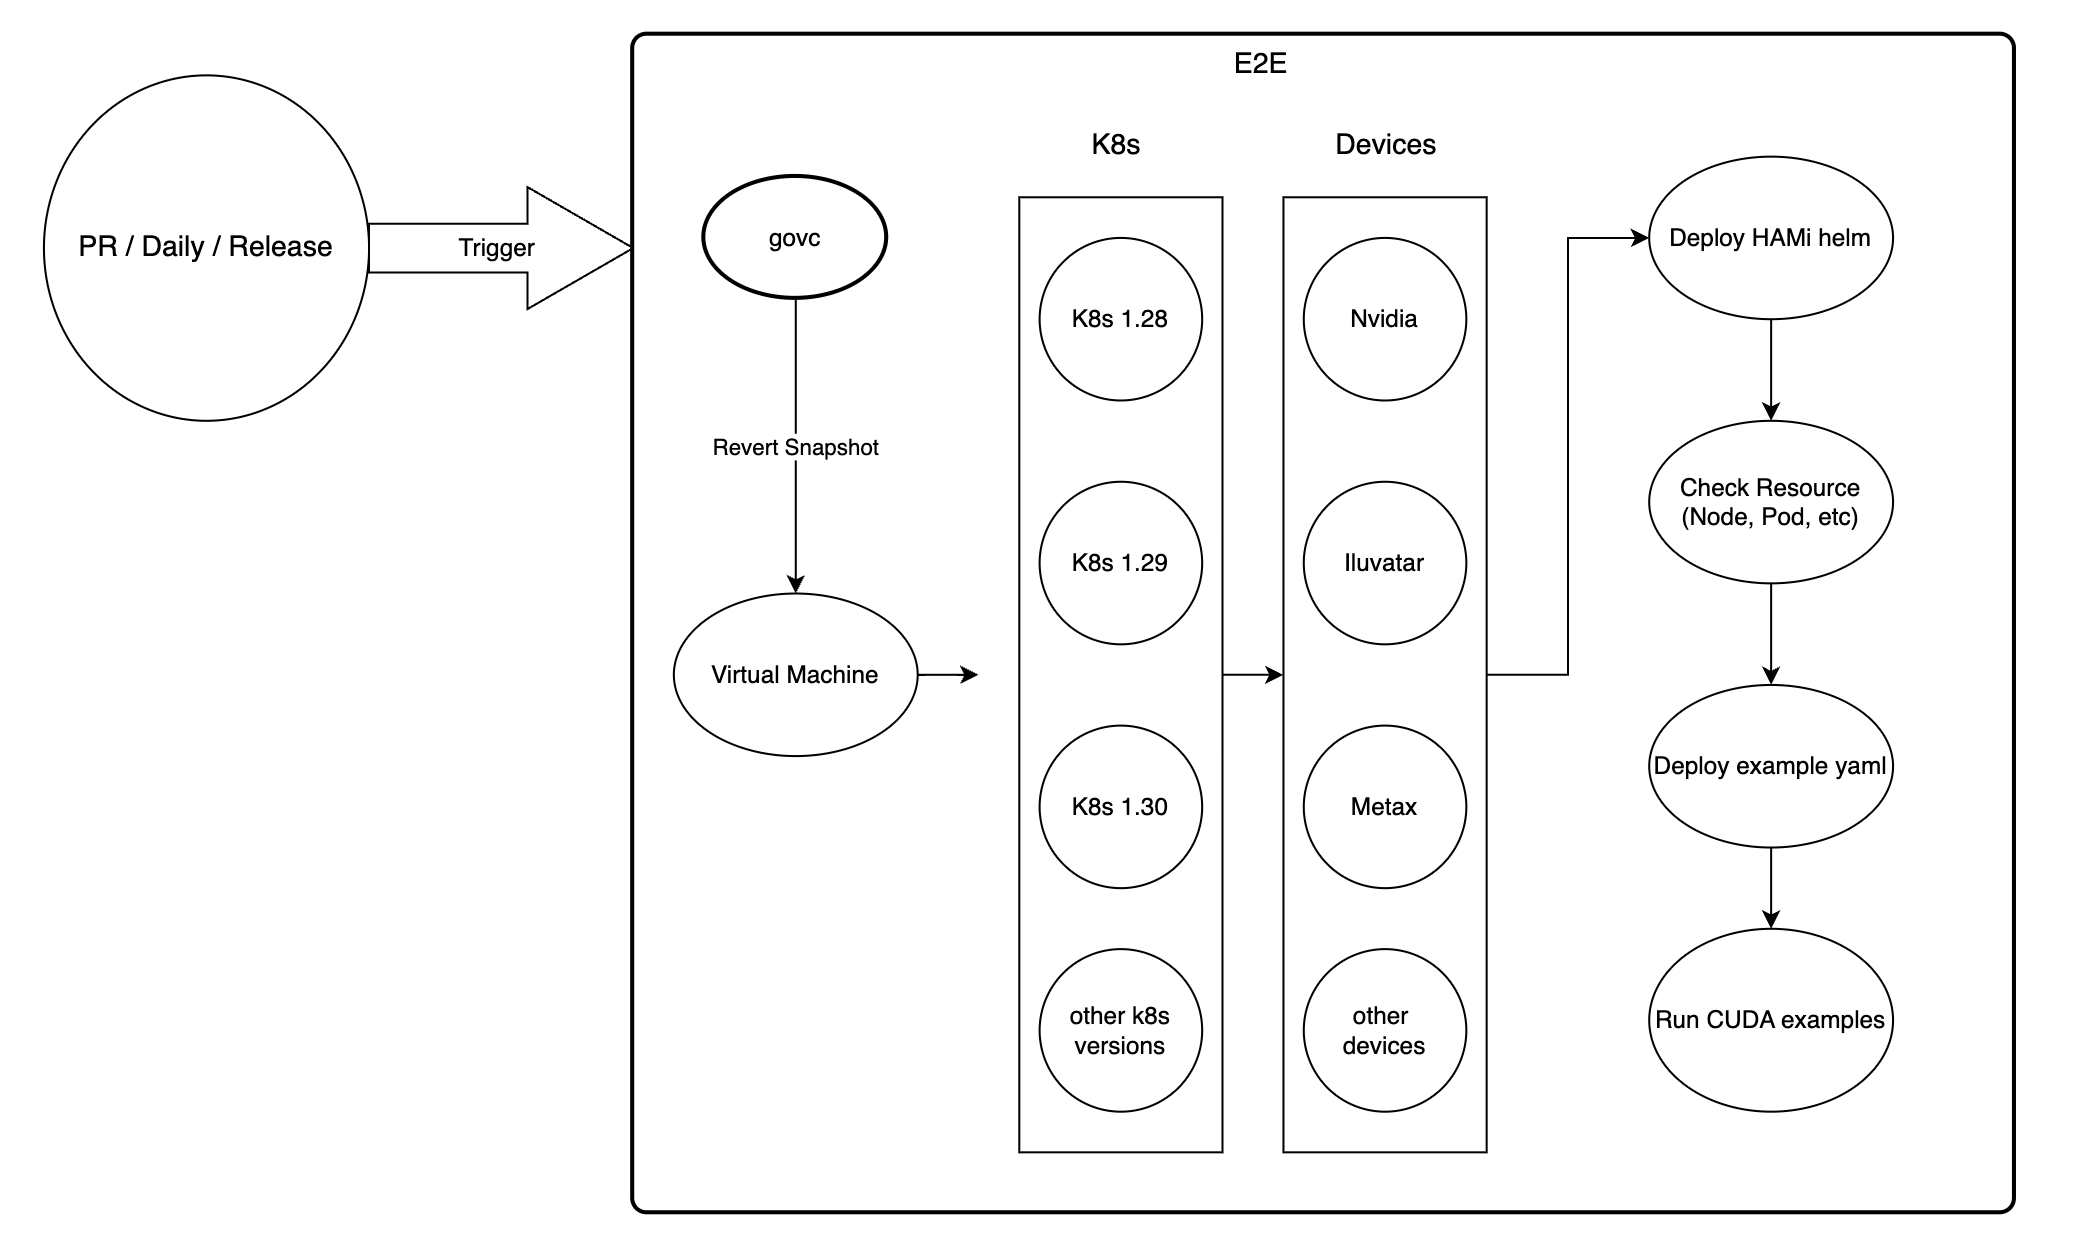 E2E
PR / Daily / Release
Trigger
govc
Revert Snapshot
Virtual Machine
K8s
K8s 1.28
K8s 1.29
K8s 1.30
other k8s
versions
Devices
Nvidia
Iluvatar
Metax
other
devices
Deploy HAMi helm
Check Resource
(Node, Pod, etc)
Deploy example yaml
Run CUDA examples